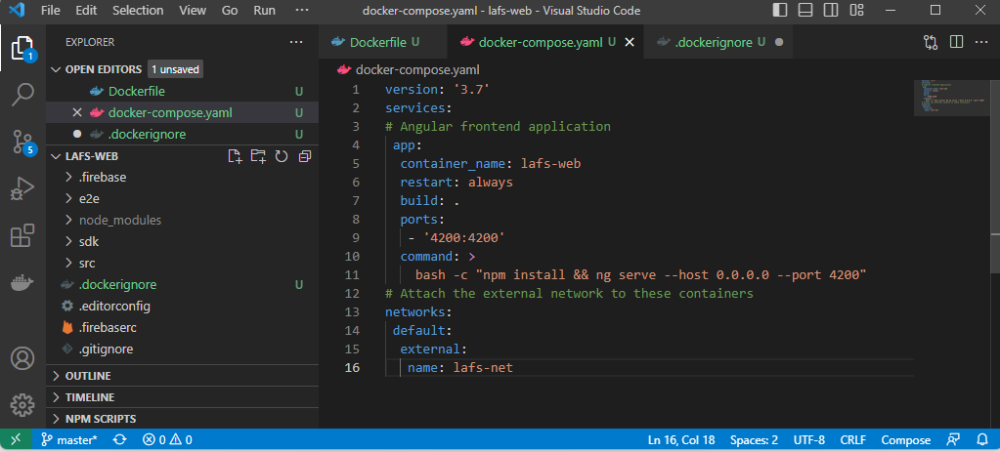 File Edit Selection View Go Run ··· docker-compose.yaml - lafs-web - Visual Studio Code
EXPLORER ···
OPEN EDITORS 1 unsaved
Dockerfile U
docker-compose.yaml U
.dockerignore U
LAFS-WEB
.firebase
e2e
node_modules
sdk
src
.dockerignore U
.editorconfig
.firebaserc
.gitignore
OUTLINE
TIMELINE
NPM SCRIPTS
1
5
Dockerfile U docker-compose.yaml U .dockerignore U
docker-compose.yaml
1 version: '3.7'
2 services:
3 # Angular frontend application
4 app:
5 container_name: lafs-web
6 restart: always
7 build: .
8 ports:
9 - '4200:4200'
10 command: >
11 bash -c "npm install && ng serve --host 0.0.0.0 --port 4200"
12 # Attach the external network to these containers
13 networks:
14 default:
15 external:
16 name: lafs-net
master* 0 0 Ln 16, Col 18 Spaces: 2 UTF-8 CRLF Compose